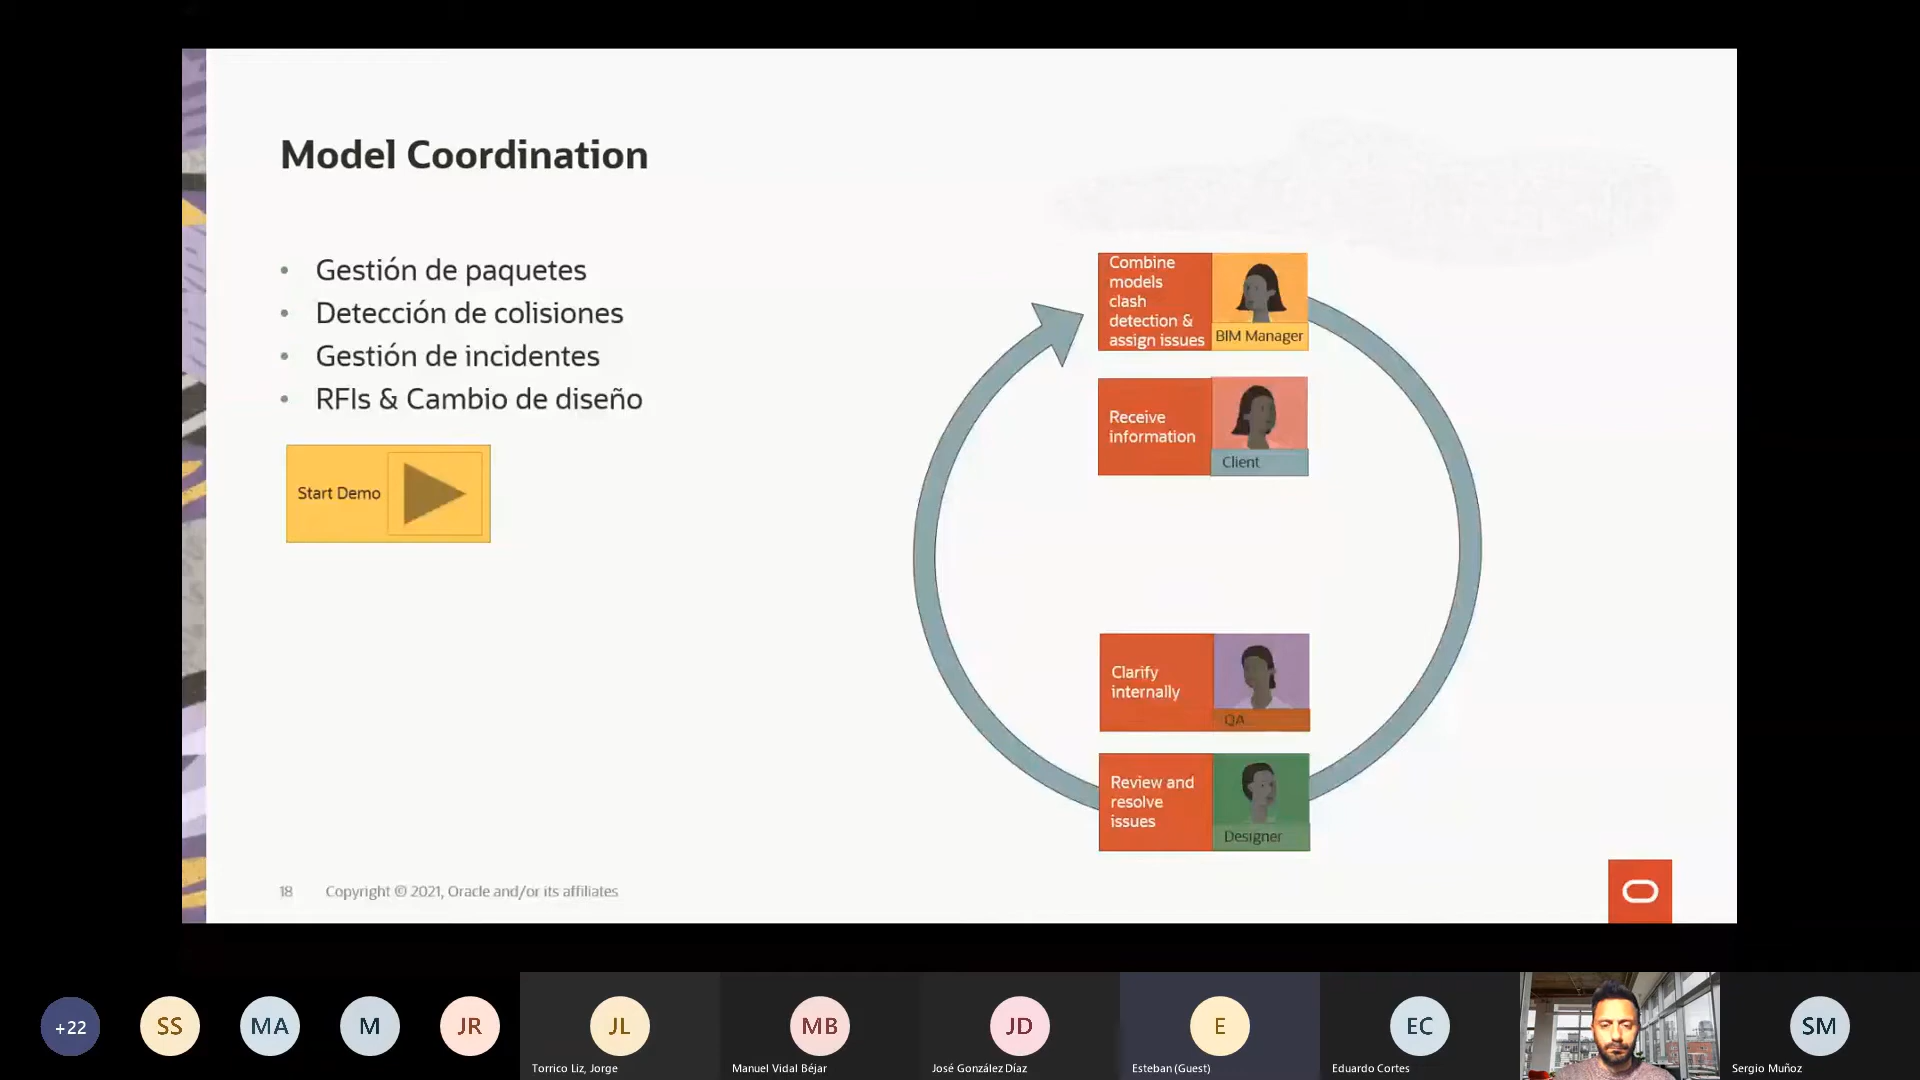 Model Coordination
• Gestión de paquetes
• Detección de colisiones
• Gestión de incidentes
• RFIs & Cambio de diseño
Start Demo
Combine
models
clash
detection &
assign issues
BIM Manager
Receive
information
Client
Clarify
internally
QA
Review and
resolve
issues
Designer
18 Copyright © 2021, Oracle and/or its affiliates
+22
SS
MA
M
JR
JL
Torrico Liz, Jorge
MB
Manuel Vidal Béjar
JD
José González Díaz
E
Esteban (Guest)
EC
Eduardo Cortes
SM
Sergio Muñoz